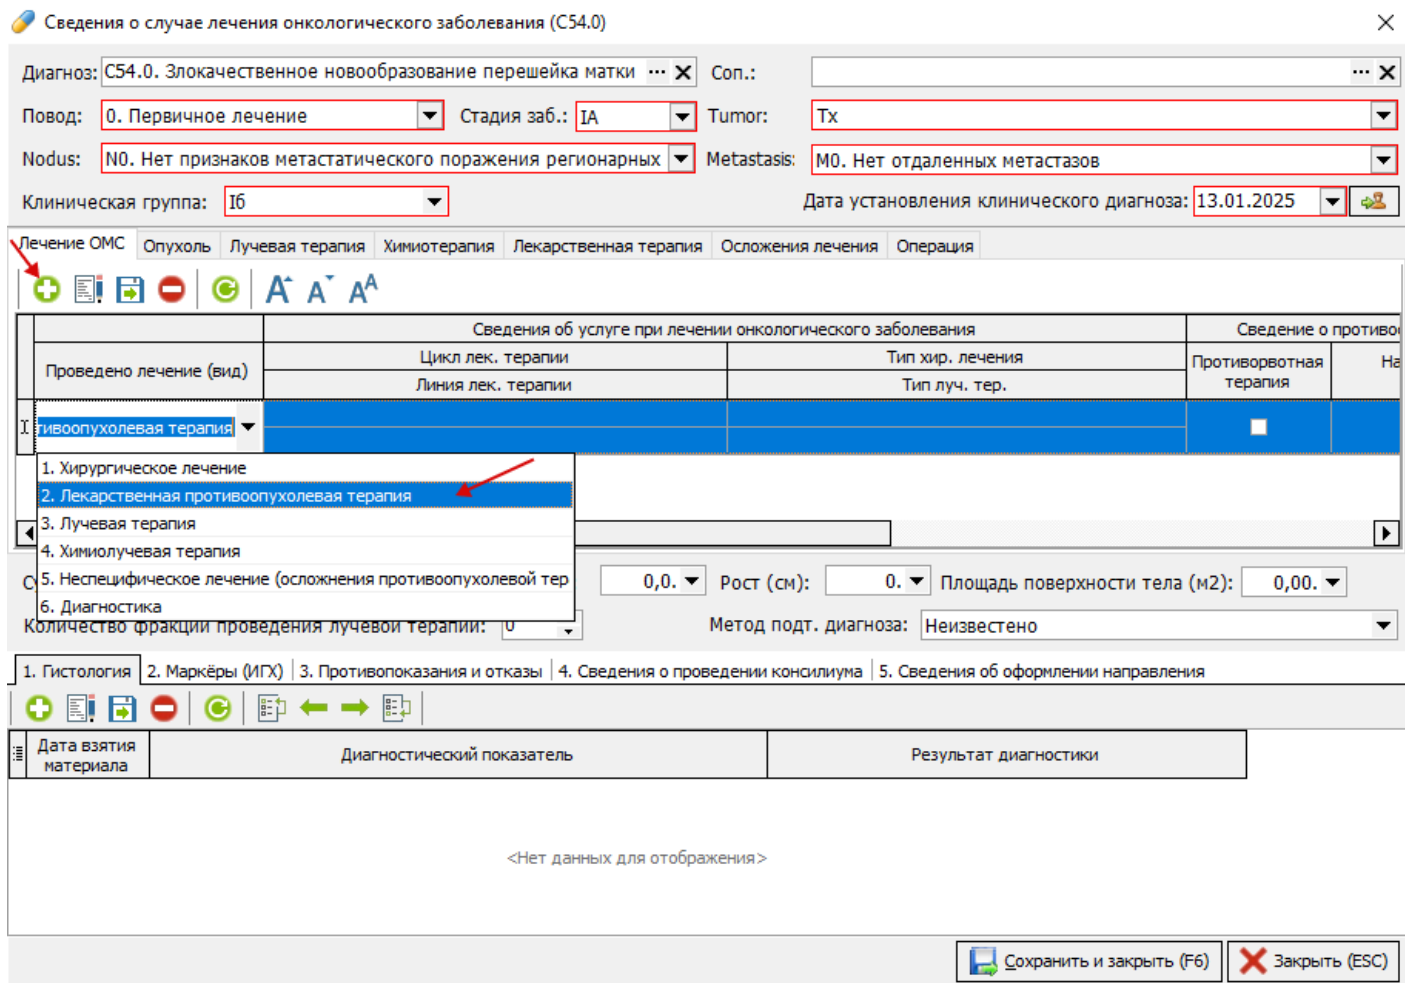 Сведения о случае лечения онкологического заболевания (C54.0)
Диагноз: C54.0. Злокачественное новообразование перешейка матки ... Соп.: ...
Повод: 0. Первичное лечение Стадия заб.: IA Tumor: Tx
Nodus: N0. Нет признаков метастатического поражения регионарных Metastasis: M0. Нет отдаленных метастазов
Клиническая группа: Iб Дата установления клинического диагноза: 13.01.2025
Лечение ОМС Опухоль Лучевая терапия Химиотерапия Лекарственная терапия Осложения лечения Операция
Сведения об услуге при лечении онкологического заболевания Сведение о противо
Проведено лечение (вид) Цикл лек. терапии Тип хир. лечения Противорвотная терапия На
Линия лек. терапии Тип луч. тер.
тивоопухолевая терапия
1. Хирургическое лечение
2. Лекарственная противоопухолевая терапия
3. Лучевая терапия
4. Химиолучевая терапия
5. Неспецифическое лечение (осложнения противоопухолевой тер
6. Диагностика
0,0. Рост (см): 0. Площадь поверхности тела (м2): 0,00.
Количество фракций проведения лучевой терапии: 0 Метод подт. диагноза: Неизвестено
1. Гистология 2. Маркёры (ИГХ) 3. Противопоказания и отказы 4. Сведения о проведении консилиума 5. Сведения об оформлении направления
Дата взятия материала Диагностический показатель Результат диагностики
<Нет данных для отображения>
Сохранить и закрыть (F6) Закрыть (ESC)